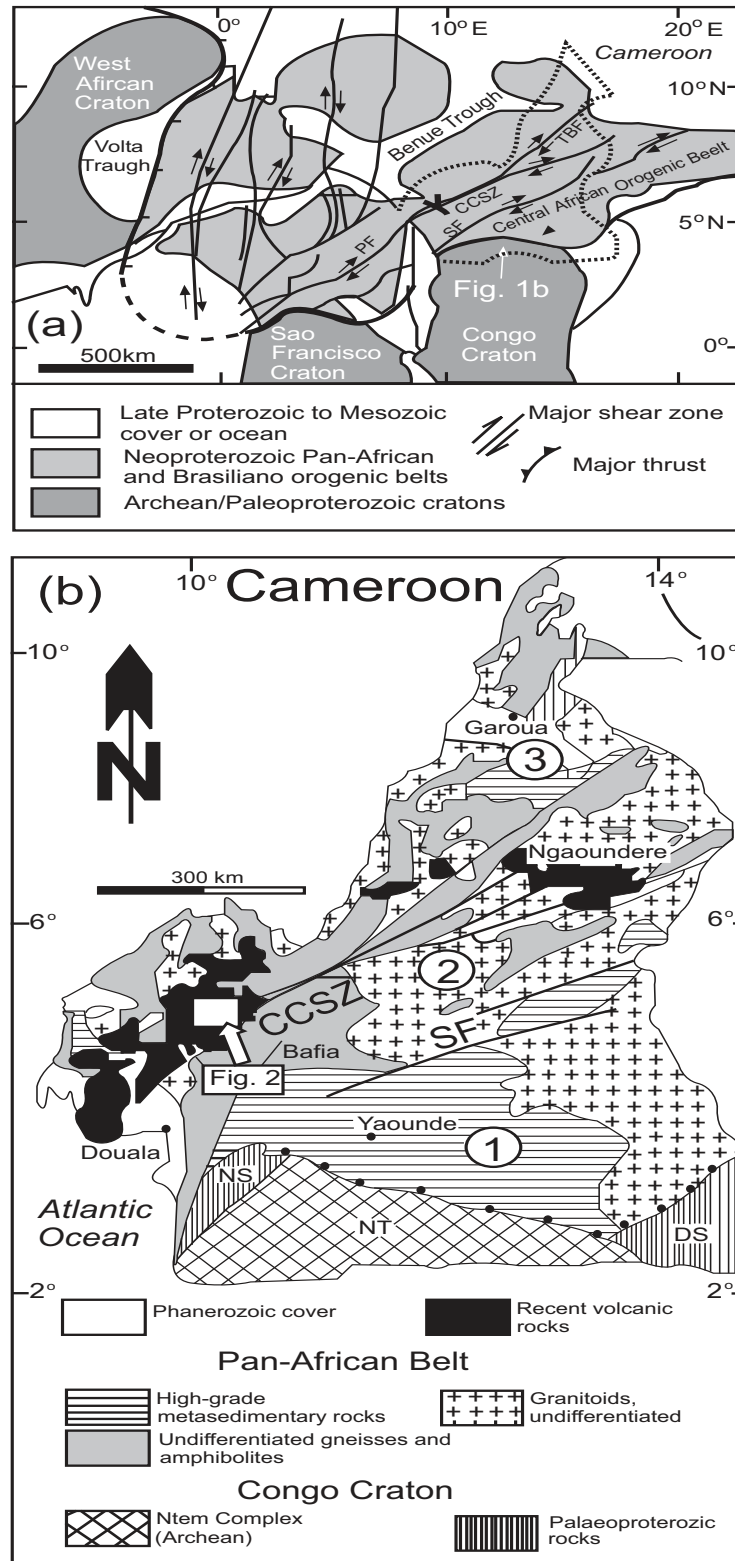 0°
10°E
20°E
West
Afircan
Craton
Cameroon
10°N
Volta
Traugh
Benue Trough
TBF
CCSZ
SF
Central African Orogenic Beelt
5°N
PF
Fig. 1b
(a)
Sao
Francisco
Craton
Congo
Craton
0°
500km
Late Proterozoic to Mesozoic
cover or ocean
Major shear zone
Neoproterozoic Pan-African
and Brasiliano orogenic belts
Major thrust
Archean/Paleoproterozoic cratons
(b)
10°
Cameroon
14°
10°
10°
N
Garoua
3
Ngaoundere
300 km
6°
6°
2
CCSZ
SF
Bafia
Fig. 2
Yaounde
1
Douala
NS
Atlantic
Ocean
NT
DS
2°
2°
Phanerozoic cover
Recent volcanic
rocks
Pan-African Belt
High-grade
metasedimentary rocks
Granitoids,
undifferentiated
Undifferentiated gneisses and
amphibolites
Congo Craton
Ntem Complex
(Archean)
Palaeoproterozic
rocks